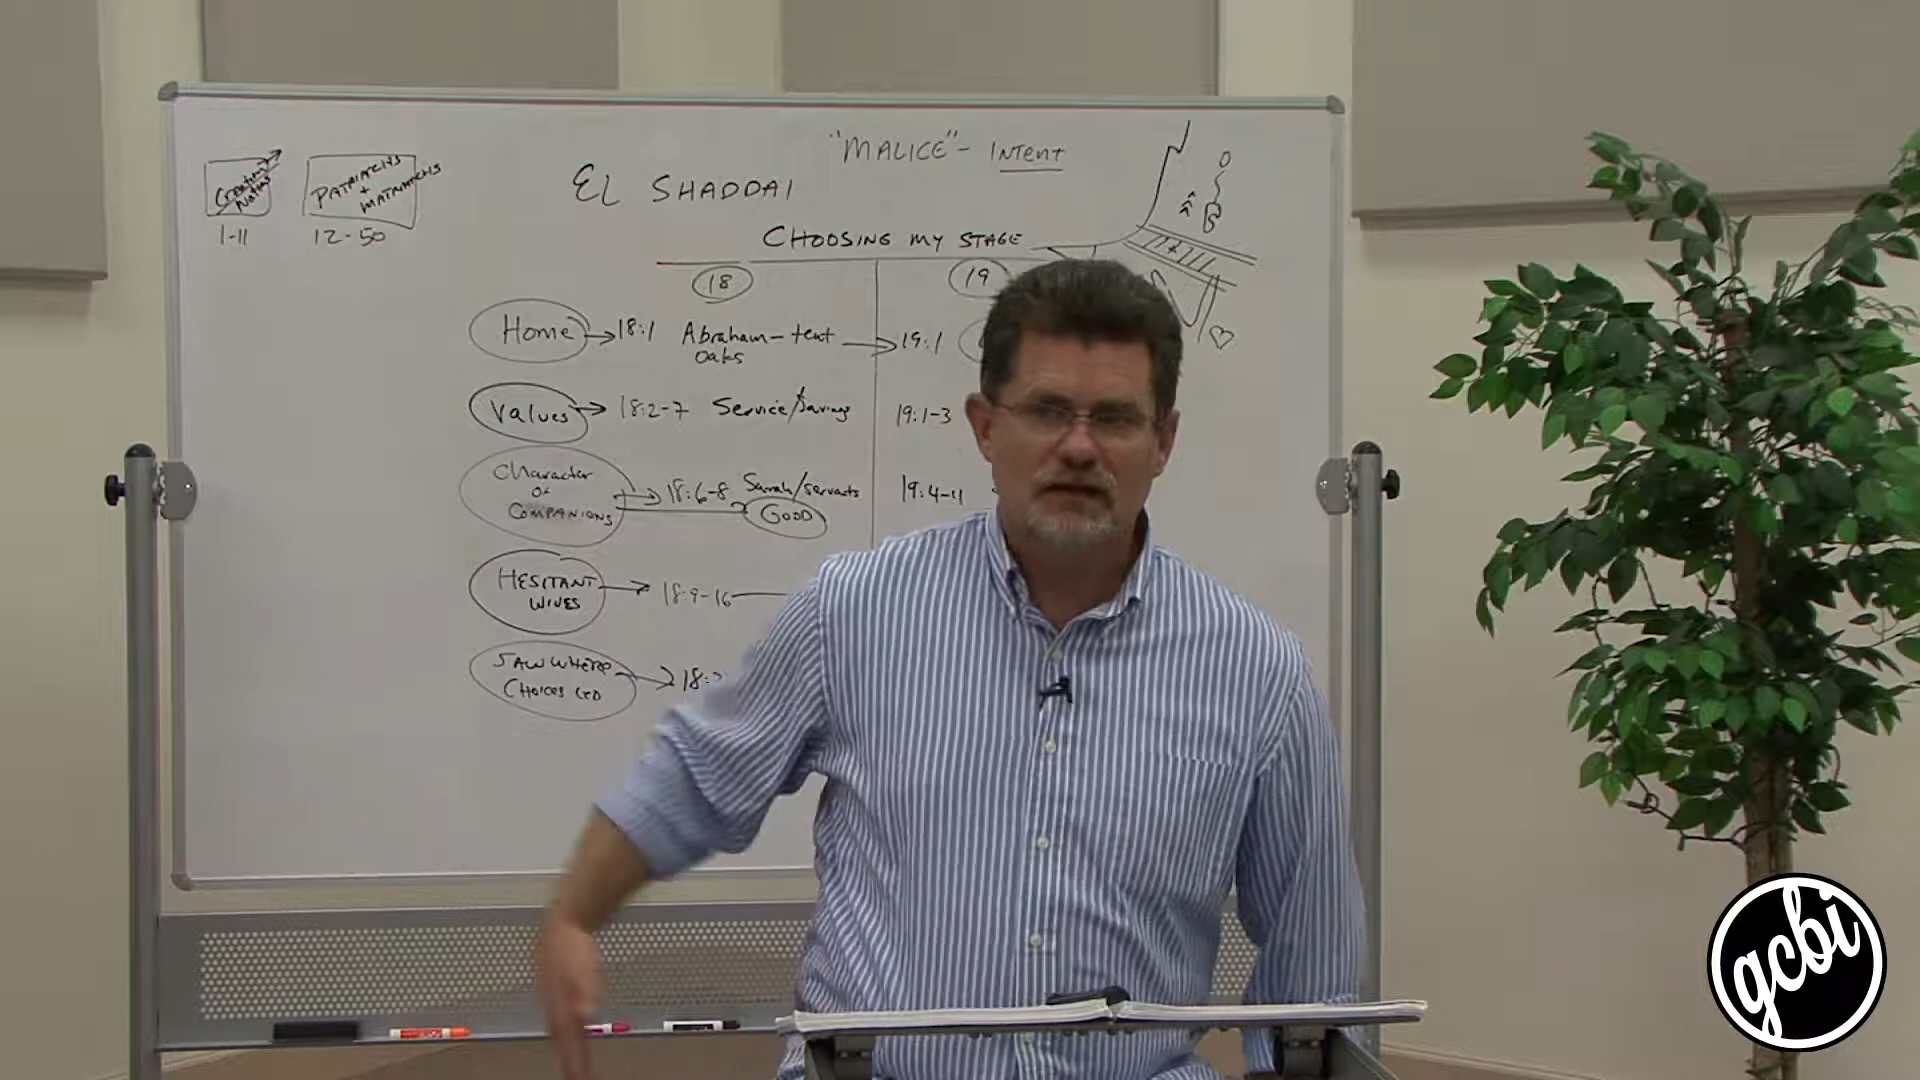 "MALICE" - INTENT
EL SHADDAI
PATRIARCHS
+
MATRIARCHS
1-11
12-50
CHOOSING MY STAGE
18
19
Home → 18:1 Abraham - tent → 19:1
oaks
Values → 18:2-7 Service/Savings 19:1-3
Character
of
COMPANIONS → 18:6-8 Sarah/servants 19:4-11
GOOD
HESITANT
WIVES → 18:9-16
SAW WHERE
CHOICES LED → 18:2
gcbi